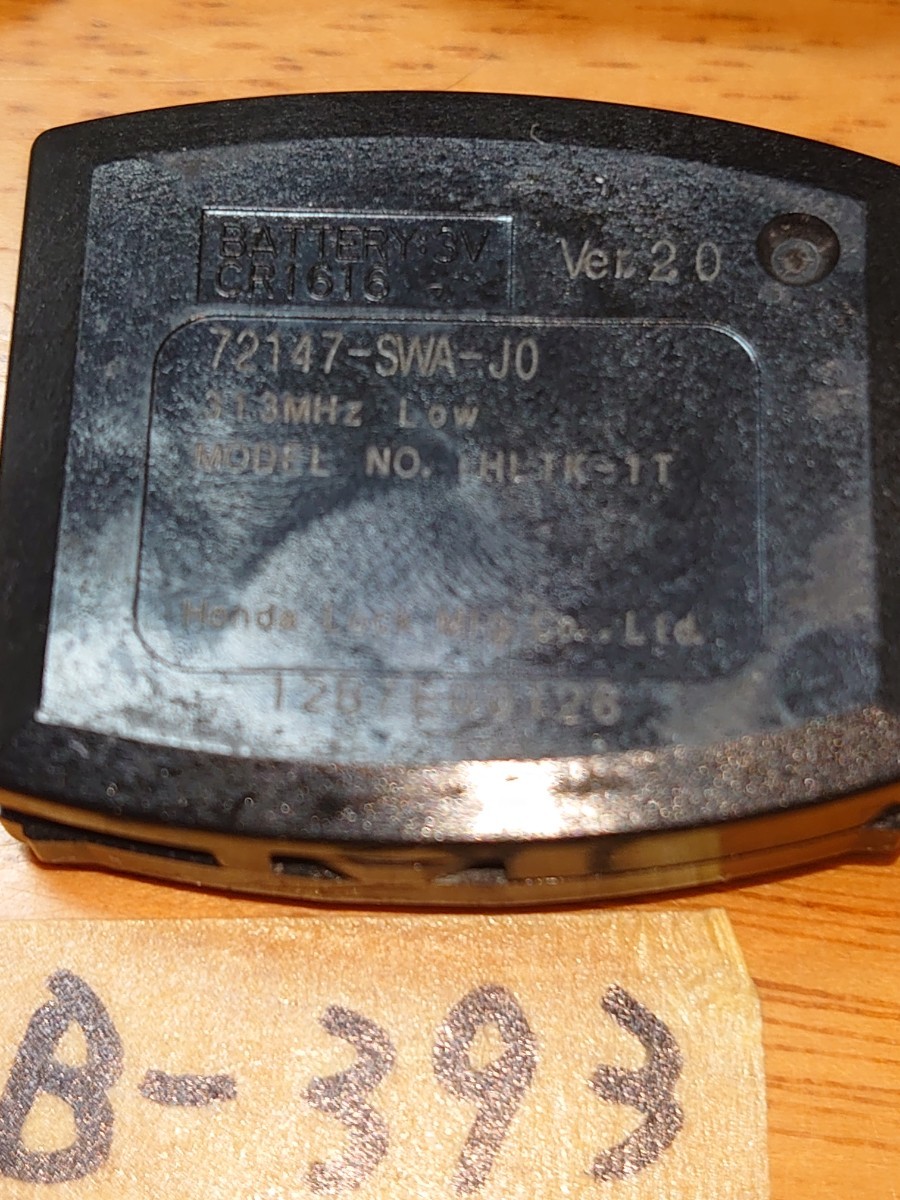 BATTERY:3V
CR1616
Ver. 2.0
72147-SWA-J0
313MHz Low
MODEL NO. HLIK-1T
Honda Lock Mfg. Co., Ltd.
B-393